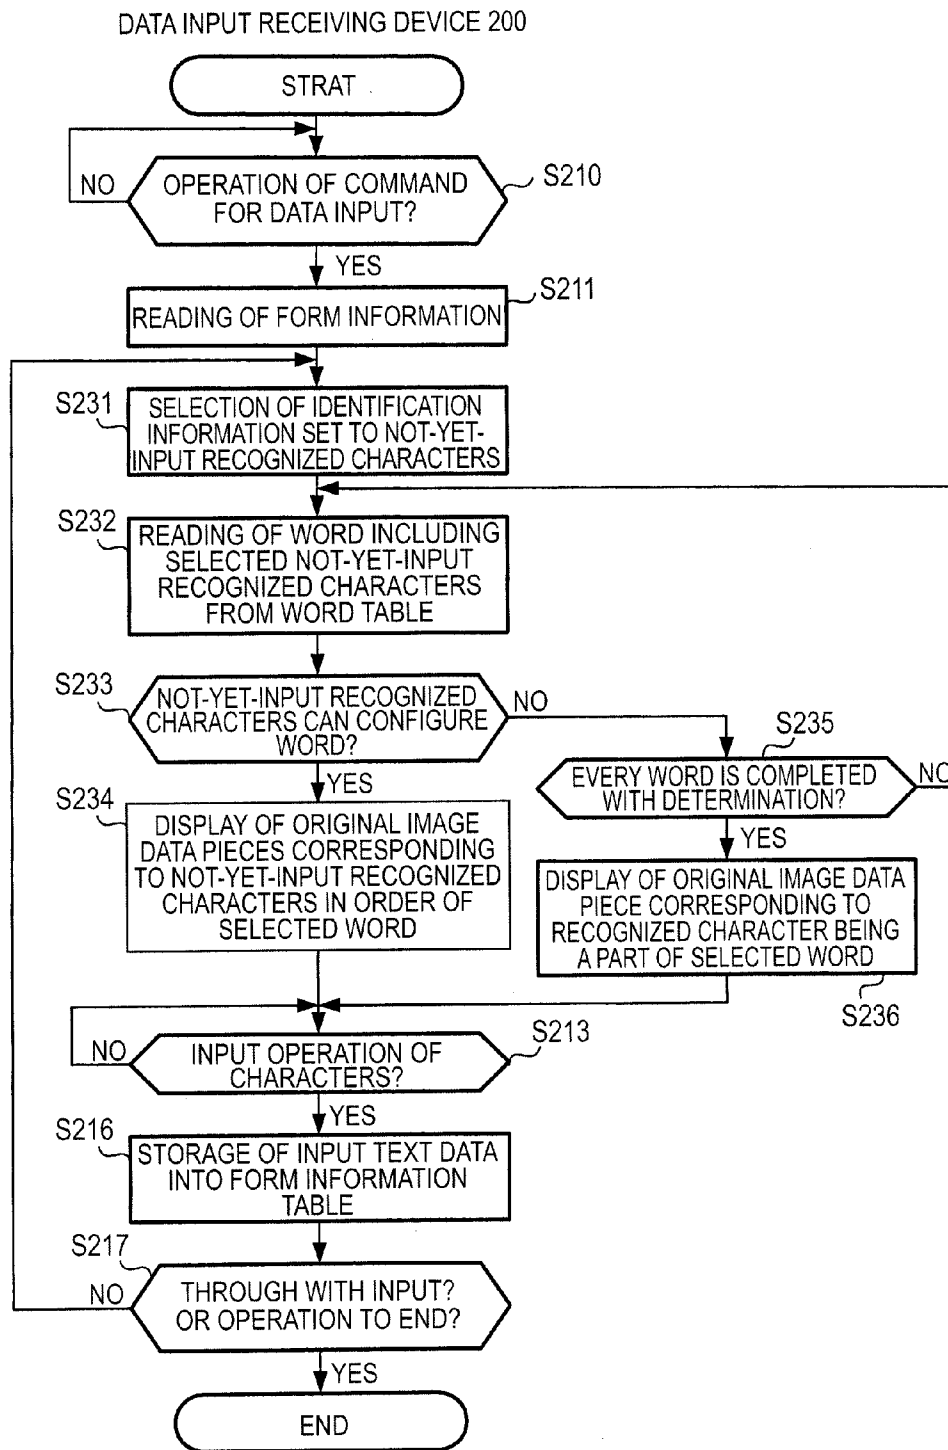 DATA INPUT RECEIVING DEVICE 200
STRAT
NO
OPERATION OF COMMAND
FOR DATA INPUT?
S210
YES
S211
READING OF FORM INFORMATION
S231
SELECTION OF IDENTIFICATION
INFORMATION SET TO NOT-YET-
INPUT RECOGNIZED CHARACTERS
S232
READING OF WORD INCLUDING
SELECTED NOT-YET-INPUT
RECOGNIZED CHARACTERS
FROM WORD TABLE
S233
NOT-YET-INPUT RECOGNIZED
CHARACTERS CAN CONFIGURE
WORD?
NO
YES
S235
EVERY WORD IS COMPLETED
WITH DETERMINATION?
NO
YES
S234
DISPLAY OF ORIGINAL IMAGE
DATA PIECES CORRESPONDING
TO NOT-YET-INPUT RECOGNIZED
CHARACTERS IN ORDER OF
SELECTED WORD
DISPLAY OF ORIGINAL IMAGE DATA
PIECE CORRESPONDING TO
RECOGNIZED CHARACTER BEING
A PART OF SELECTED WORD
S236
NO
INPUT OPERATION OF
CHARACTERS?
S213
YES
S216
STORAGE OF INPUT TEXT DATA
INTO FORM INFORMATION
TABLE
S217
NO
THROUGH WITH INPUT?
OR OPERATION TO END?
YES
END